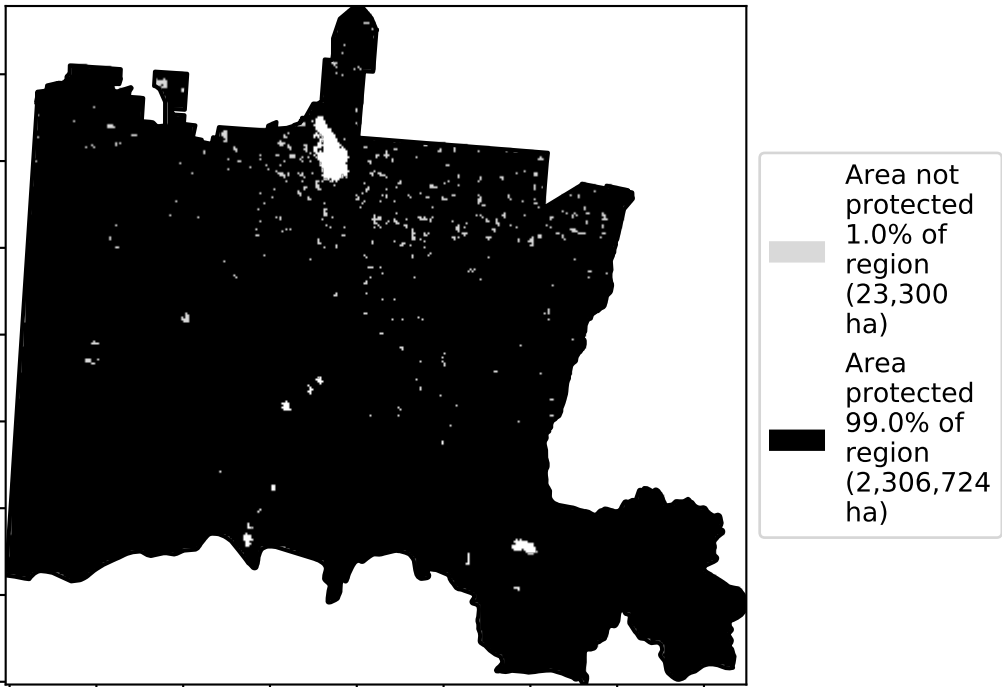 Area not
protected
1.0% of
region
(23,300
ha)
Area
protected
99.0% of
region
(2,306,724
ha)